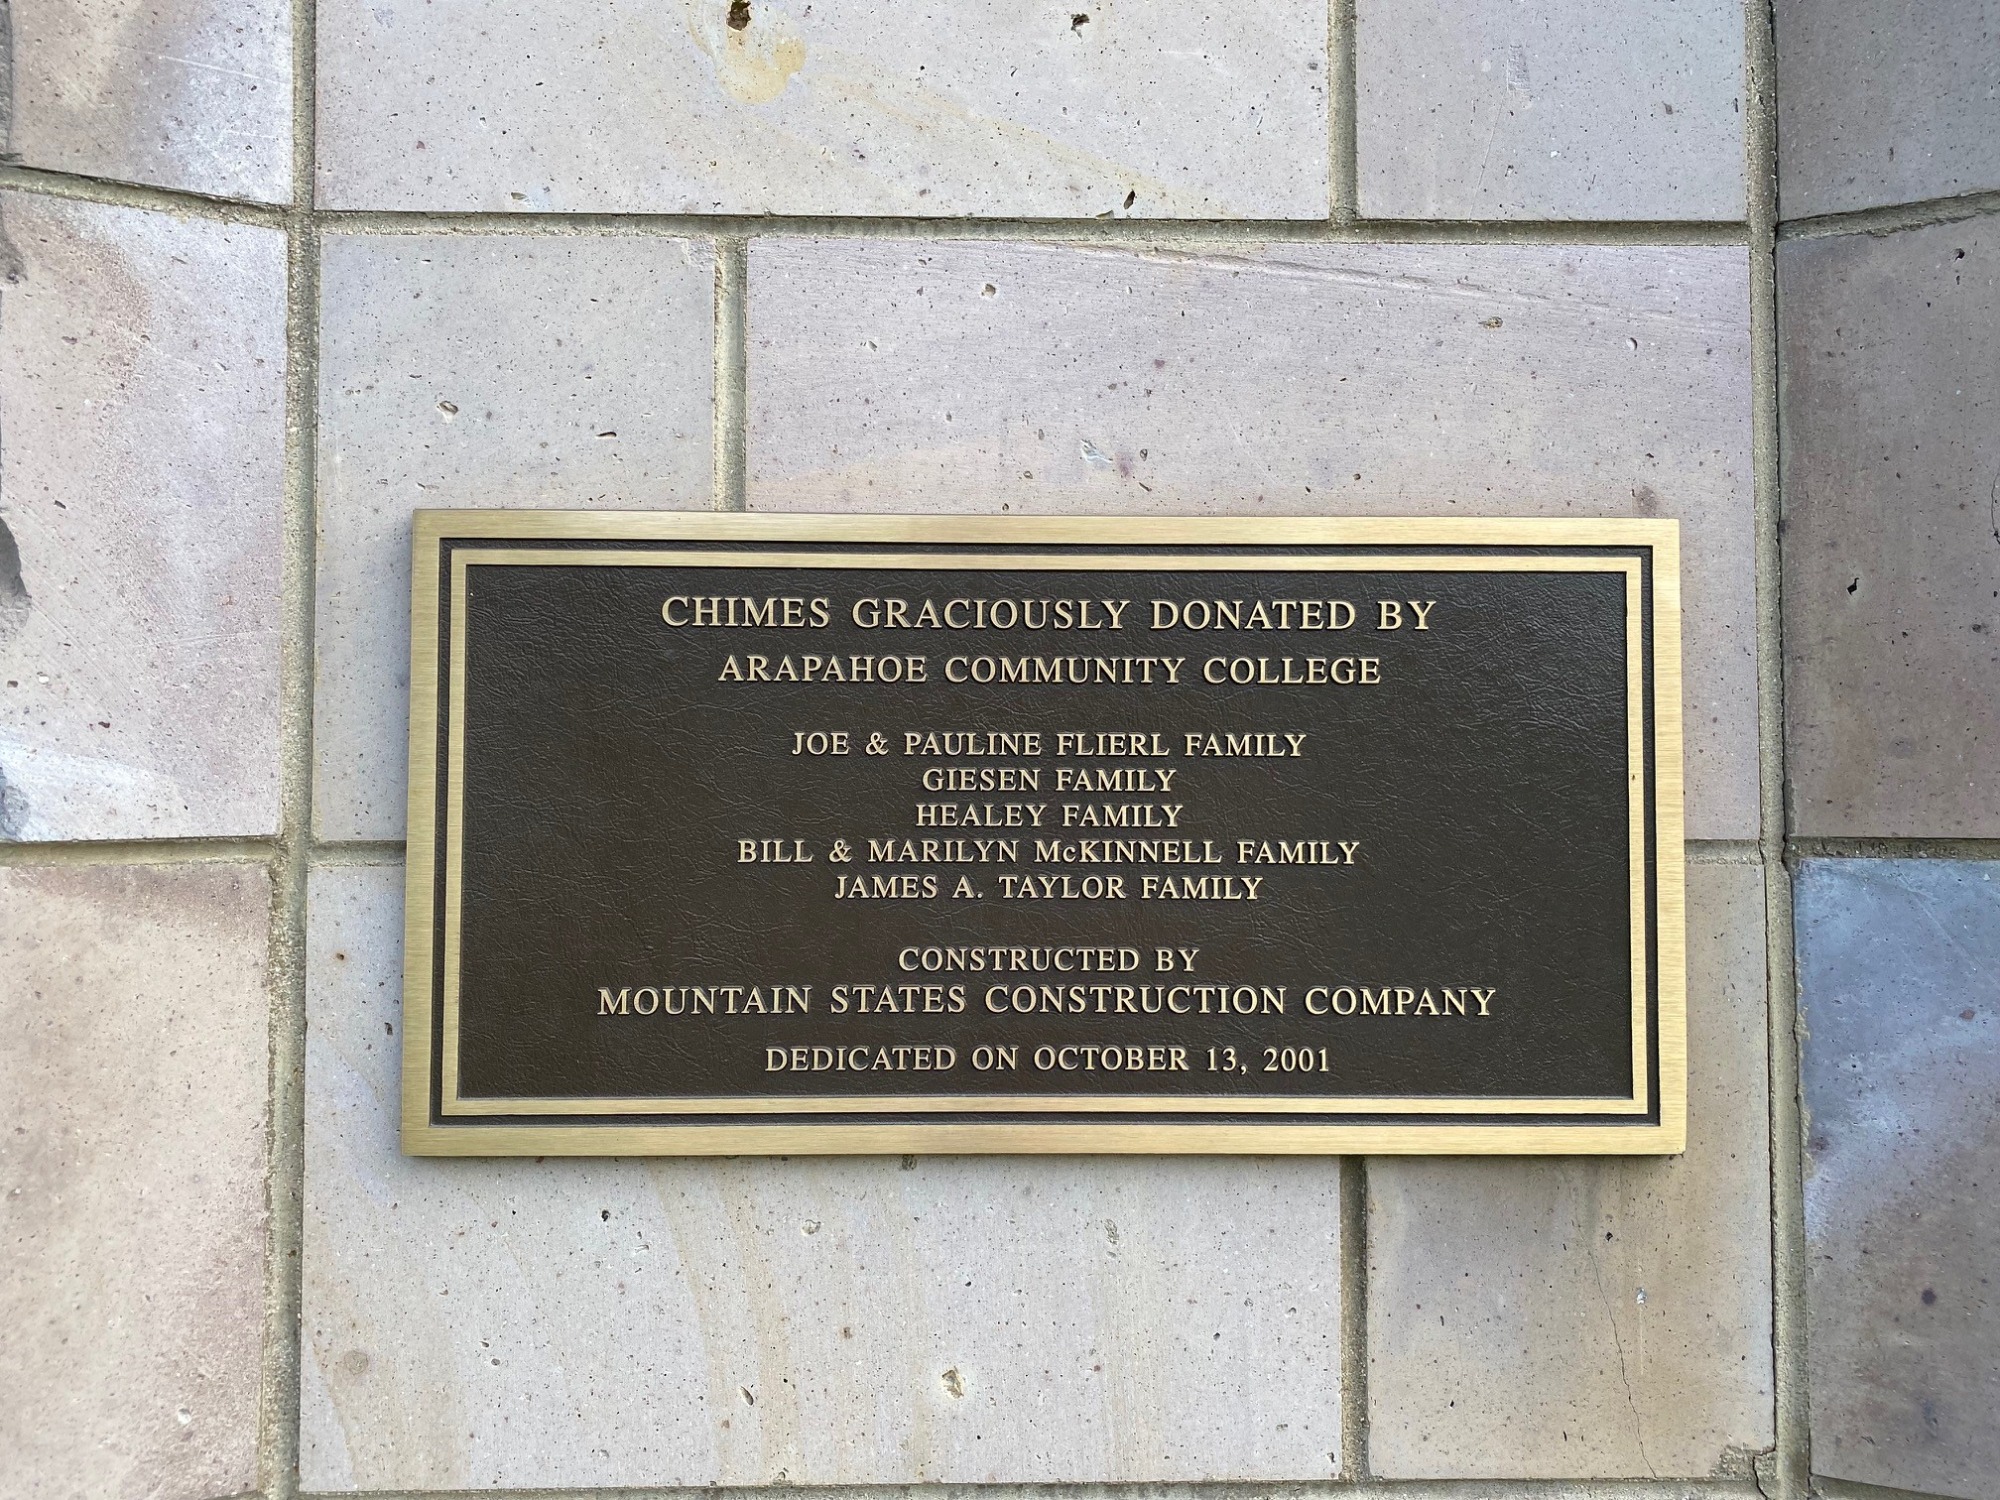 CHIMES GRACIOUSLY DONATED BY
ARAPAHOE COMMUNITY COLLEGE
JOE & PAULINE FLIERL FAMILY
GIESEN FAMILY
HEALEY FAMILY
BILL & MARILYN McKINNELL FAMILY
JAMES A. TAYLOR FAMILY
CONSTRUCTED BY
MOUNTAIN STATES CONSTRUCTION COMPANY
DEDICATED ON OCTOBER 13, 2001